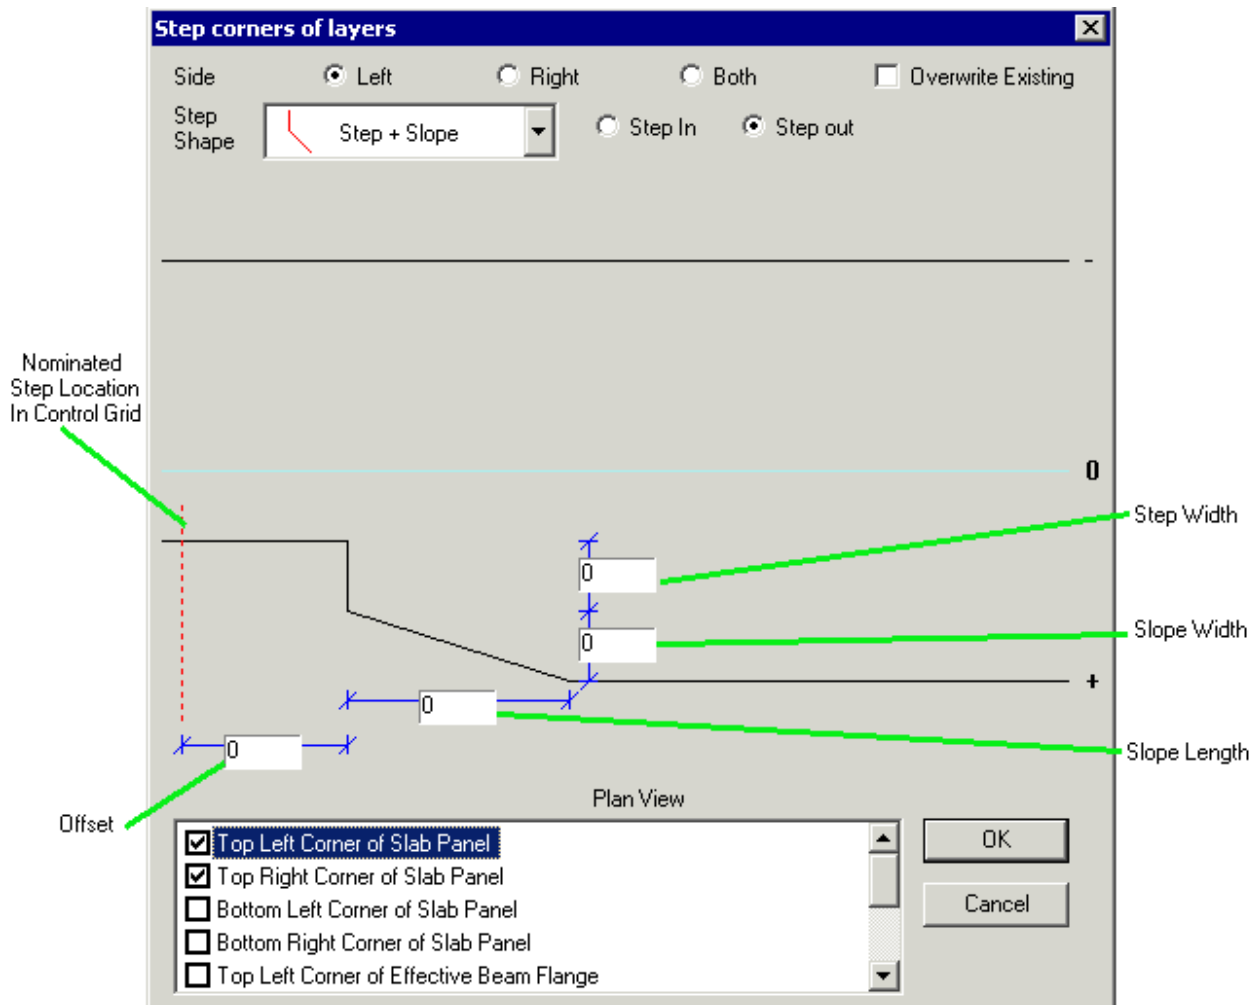 Step corners of layers
Side Left Right Both Overwrite Existing
Step
Shape
Step + Slope
Step In Step out
-
Nominated
Step Location
In Control Grid
0
Step Width
0
Slope Width
0
+
0
Slope Length
0
Offset
Plan View
Top Left Corner of Slab Panel
Top Right Corner of Slab Panel
Bottom Left Corner of Slab Panel
Bottom Right Corner of Slab Panel
Top Left Corner of Effective Beam Flange
OK
Cancel